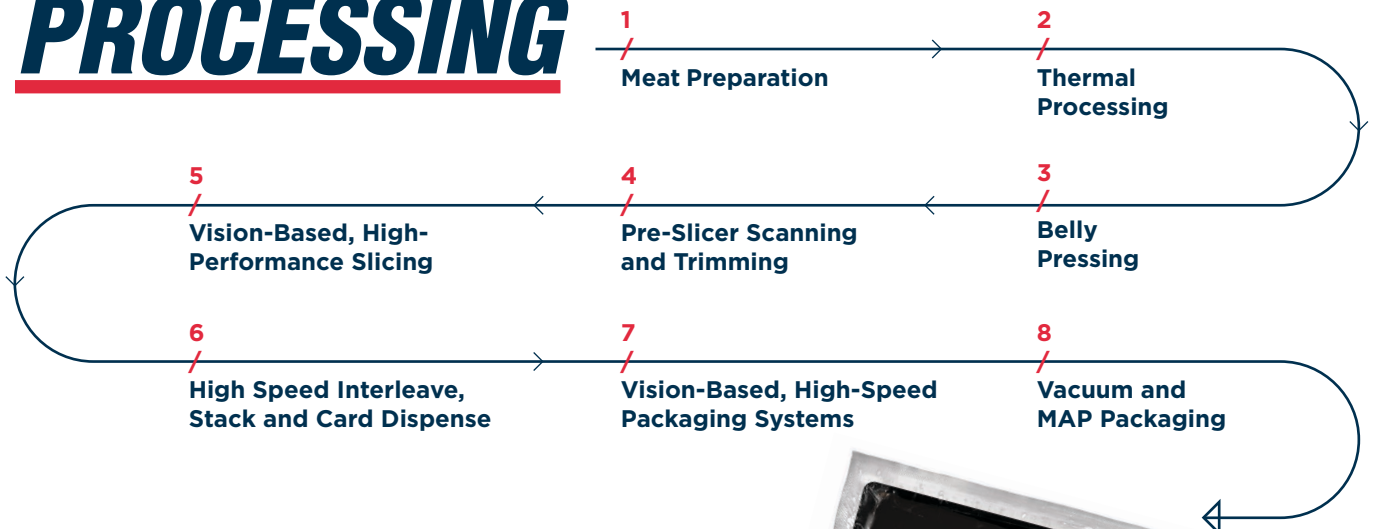 PROCESSING
1
Meat Preparation
2
Thermal
Processing
3
Belly
Pressing
4
Pre-Slicer Scanning
and Trimming
5
Vision-Based, High-
Performance Slicing
6
High Speed Interleave,
Stack and Card Dispense
7
Vision-Based, High-Speed
Packaging Systems
8
Vacuum and
MAP Packaging